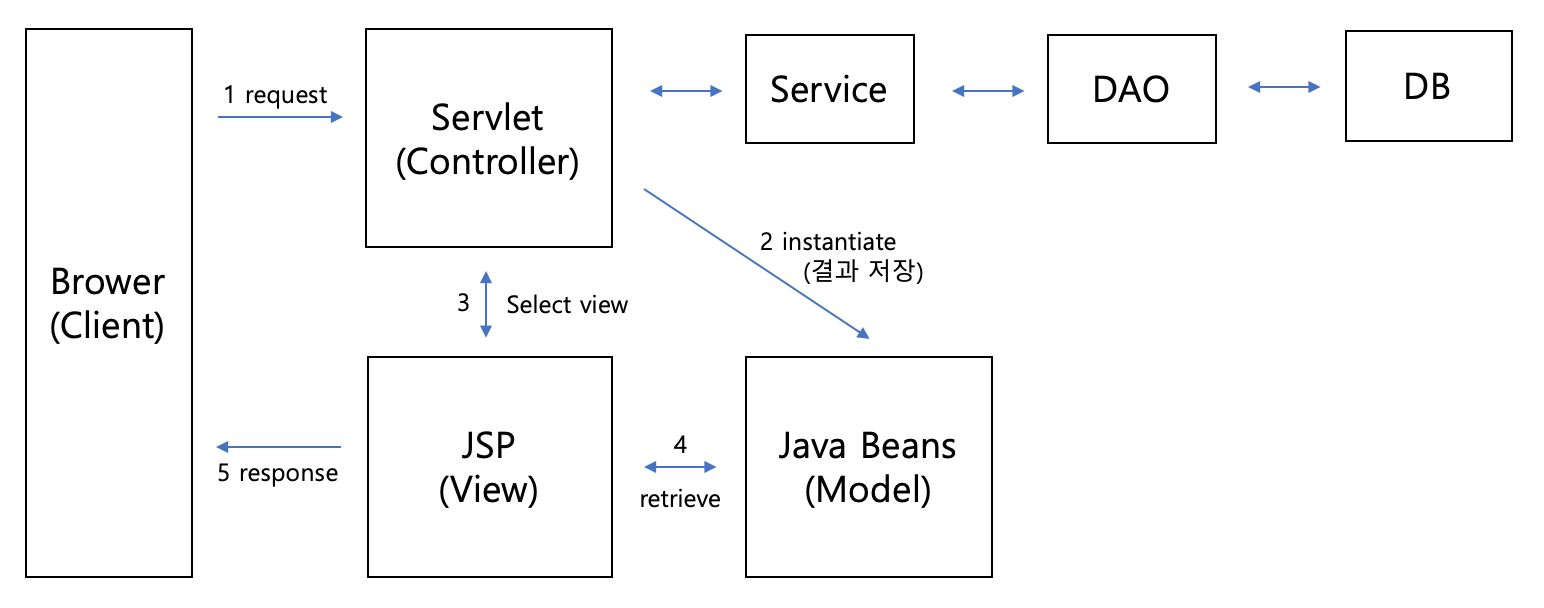 1 request
Servlet
(Controller)
Service
DAO
DB
Brower
(Client)
2 instantiate
(결과 저장)
3
Select view
JSP
(View)
4
retrieve
Java Beans
(Model)
5 response